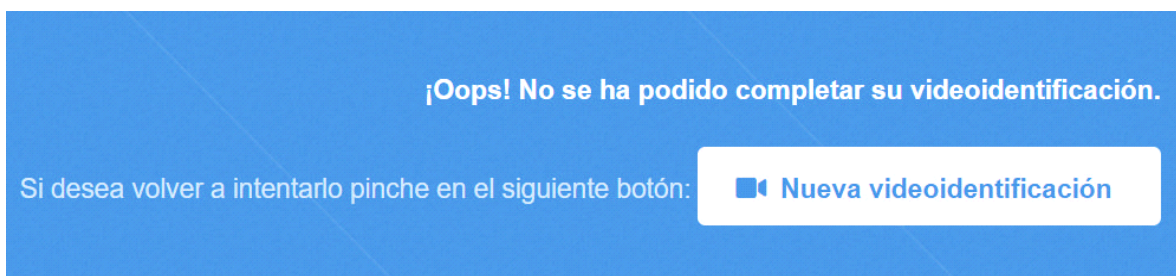 ¡Oops! No se ha podido completar su videoidentificación.
Si desea volver a intentarlo pinche en el siguiente botón: Nueva videoidentificación